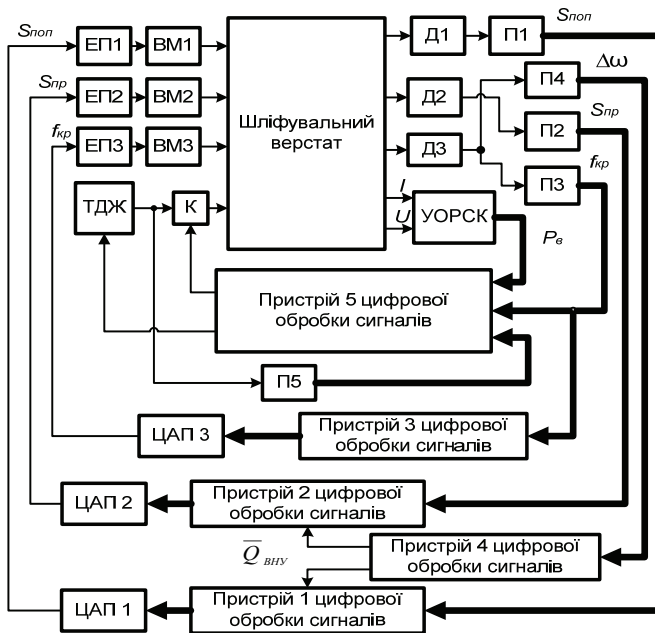 Sпоп
ЕП1
ВМ1
Д1
П1
Sпоп
Sпр
ЕП2
ВМ2
Шліфувальний
верстат
Д2
П4
Δω
П2
Sпр
fкр
ЕП3
ВМ3
Д3
П3
fкр
ТДЖ
К
I
U
УОРСК
Pв
Пристрій 5 цифрової
обробки сигналів
П5
ЦАП 3
Пристрій 3 цифрової
обробки сигналів
ЦАП 2
Пристрій 2 цифрової
обробки сигналів
Q̅ВНУ
Пристрій 4 цифрової
обробки сигналів
ЦАП 1
Пристрій 1 цифрової
обробки сигналів